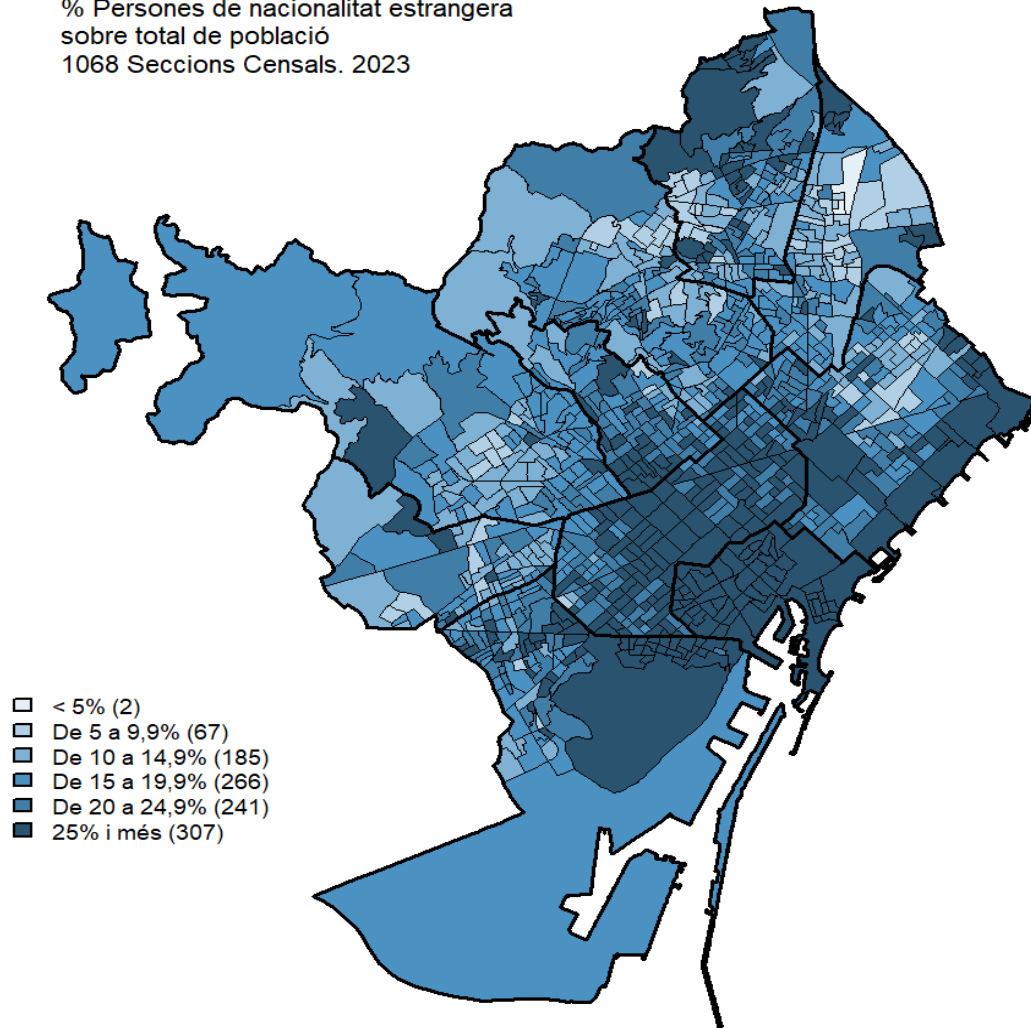 % Persones de nacionalitat estrangera
sobre total de població
1068 Seccions Censals. 2023
< 5% (2)
De 5 a 9,9% (67)
De 10 a 14,9% (185)
De 15 a 19,9% (266)
De 20 a 24,9% (241)
25% i més (307)